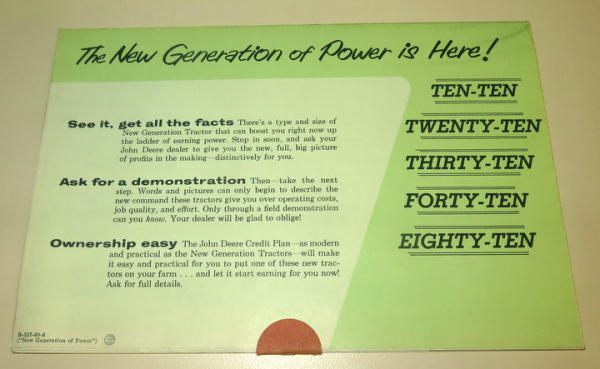 The New Generation of Power is Here!
See it, get all the facts There's a type and size of
New Generation Tractor that can boost you right now up
the ladder of earning power. Stop in soon, and ask your
John Deere dealer to give you the new, full, big picture
of profits in the making—distinctively for you.
Ask for a demonstration Then—take the next
step. Words and pictures can only begin to describe the
new command these tractors give you over operating costs,
job quality, and effort. Only through a field demonstration
can you know. Your dealer will be glad to oblige!
Ownership easy The John Deere Credit Plan—as modern
and practical as the New Generation Tractors—will make
it easy and practical for you to put one of these new trac-
tors on your farm . . . and let it start earning for you now!
Ask for full details.
TEN-TEN
TWENTY-TEN
THIRTY-TEN
FORTY-TEN
EIGHTY-TEN
("New Generation of Power")